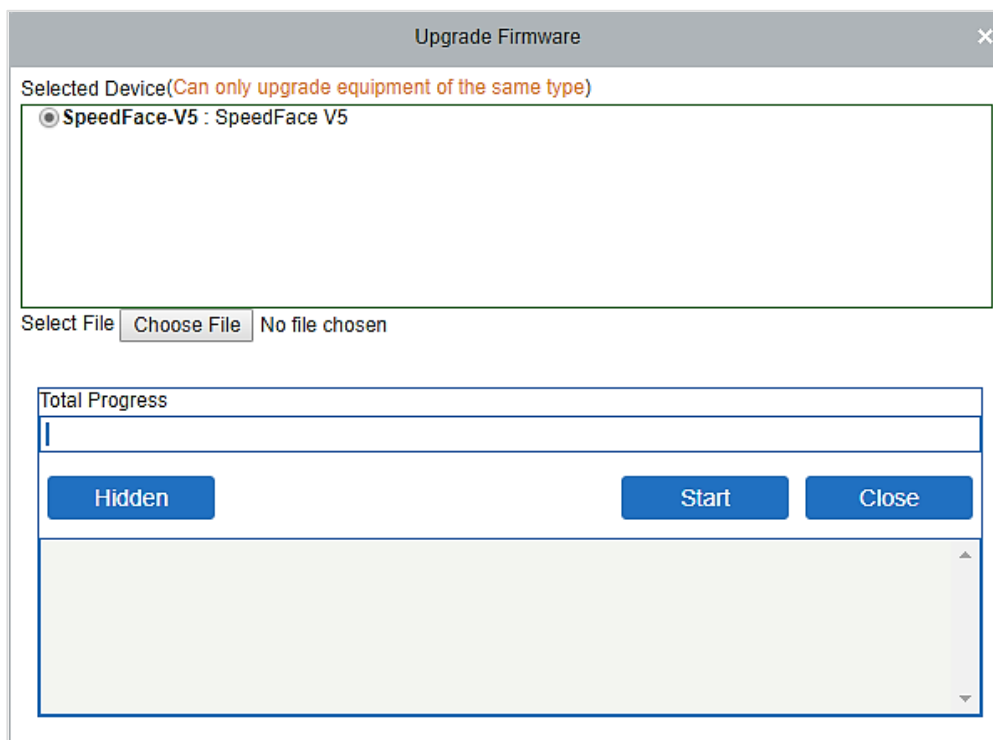 Upgrade Firmware
Selected Device(Can only upgrade equipment of the same type)
SpeedFace-V5 : SpeedFace V5
Select File Choose File No file chosen
Total Progress
Hidden Start Close